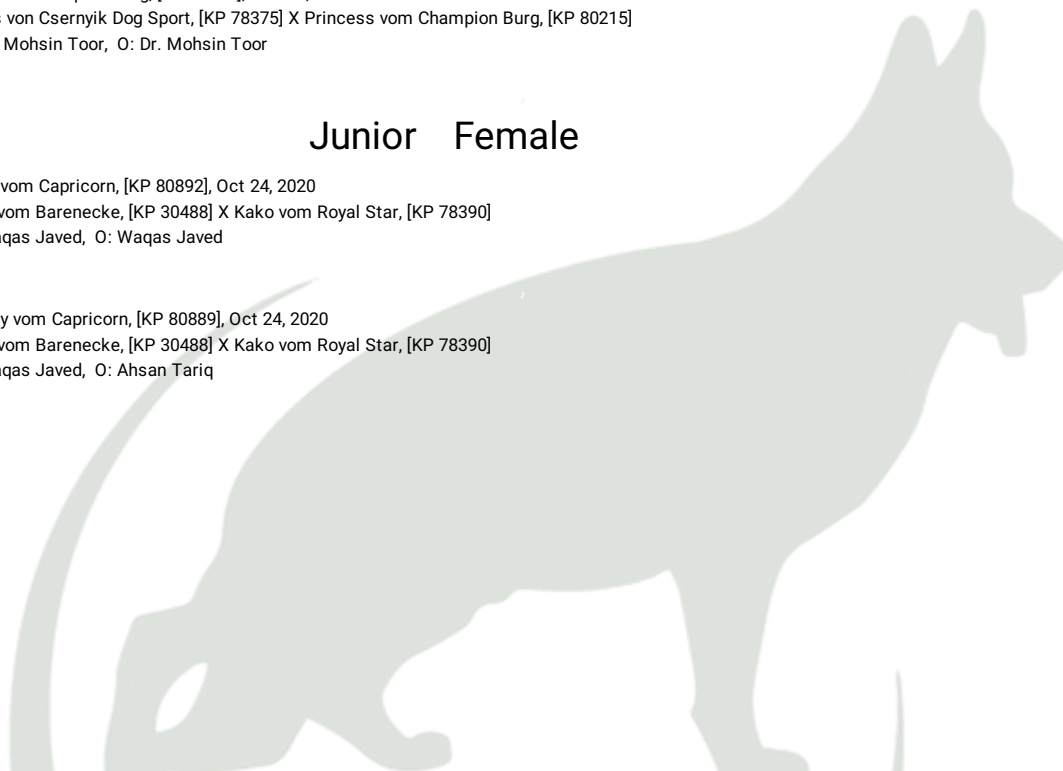 von Csernyik Dog Sport, [KP 78375] X Princess vom Champion Burg, [KP 80215]
Mohsin Toor, O: Dr. Mohsin Toor
Junior Female
vom Capricorn, [KP 80892], Oct 24, 2020
vom Barenecke, [KP 30488] X Kako vom Royal Star, [KP 78390]
Javed, O: Waqas Javed
vom Capricorn, [KP 80889], Oct 24, 2020
vom Barenecke, [KP 30488] X Kako vom Royal Star, [KP 78390]
Javed, O: Ahsan Tariq